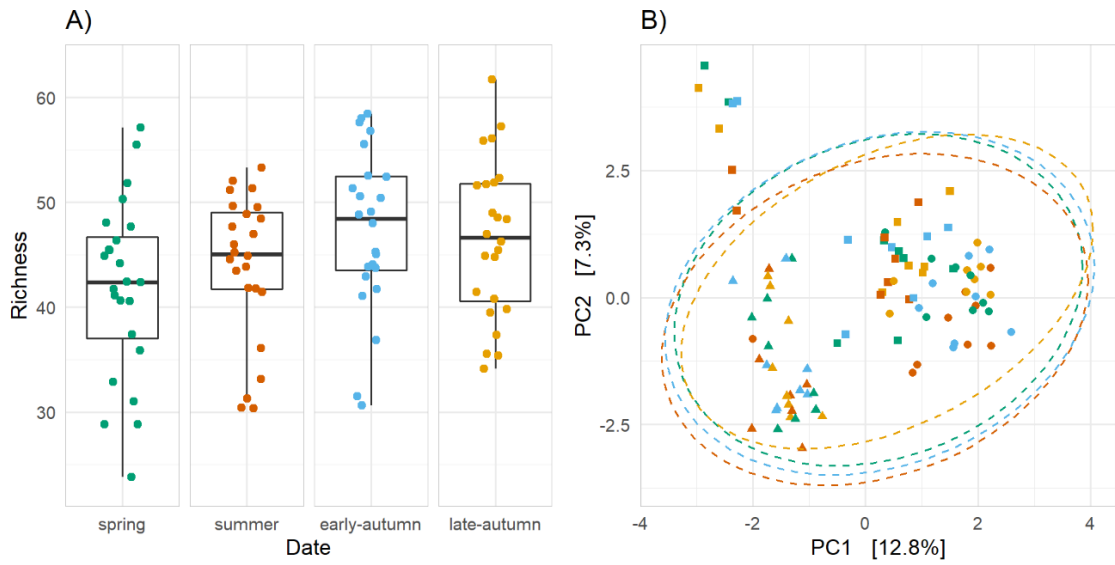 A)
B)
Richness
60
50
40
30
spring
summer
early-autumn
late-autumn
Date
PC2 [7.3%]
2.5
0.0
-2.5
-4
-2
0
2
4
PC1 [12.8%]